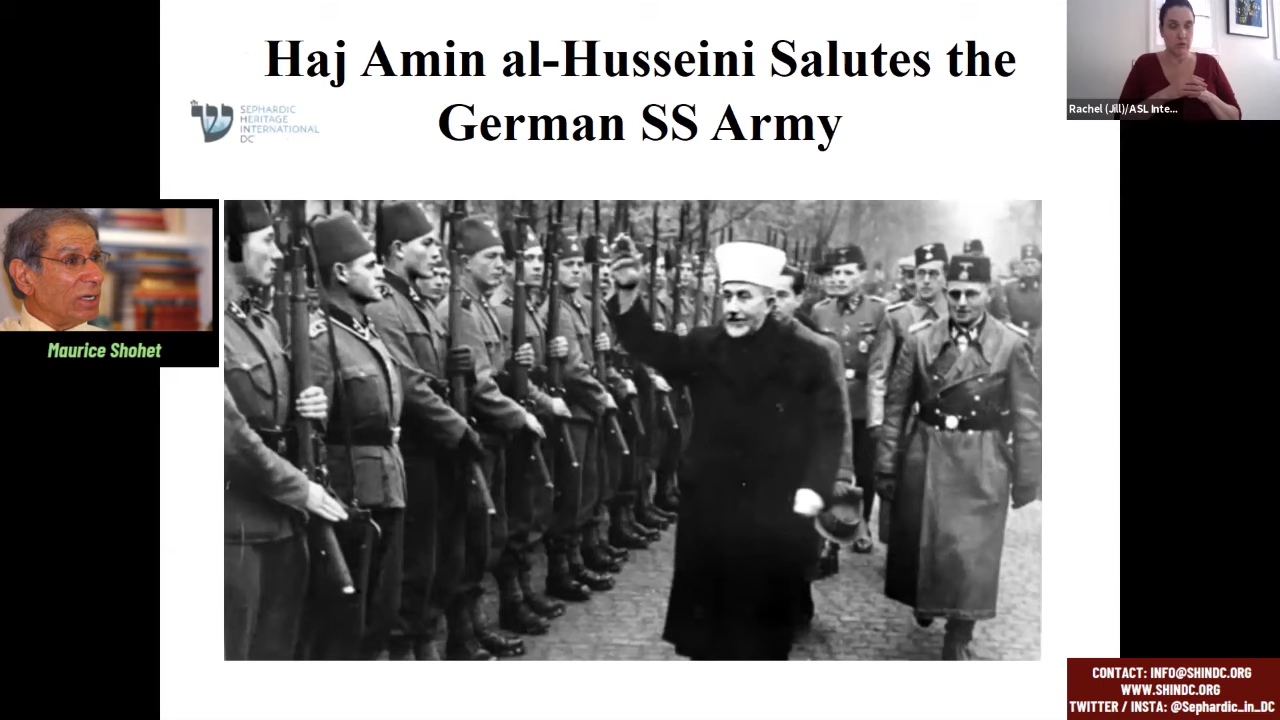 Haj Amin al-Husseini Salutes the
German SS Army
SEPHARDIC
HERITAGE
INTERNATIONAL
DC
Rachel (Jill)/ASL Inte...
Maurice Shohet
CONTACT: INFO@SHINDC.ORG
WWW.SHINDC.ORG
TWITTER / INSTA: @Sephardic_in_DC